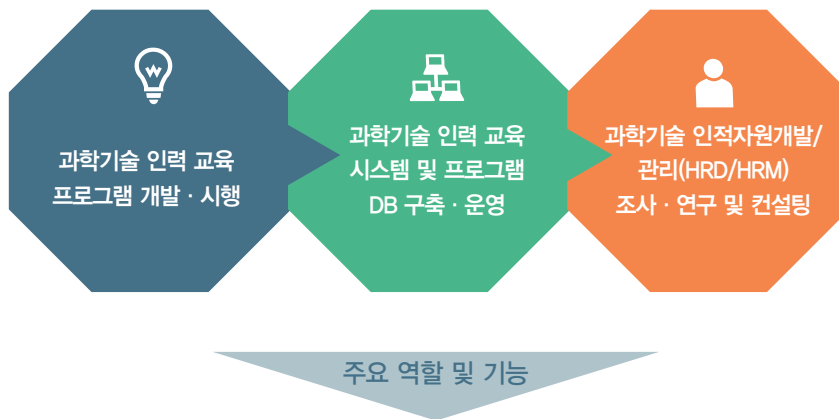 과학기술 인력 교육
프로그램 개발 · 시행
과학기술 인력 교육
시스템 및 프로그램
DB 구축 · 운영
과학기술 인적자원개발/
관리(HRD/HRM)
조사 · 연구 및 컨설팅
주요 역할 및 기능